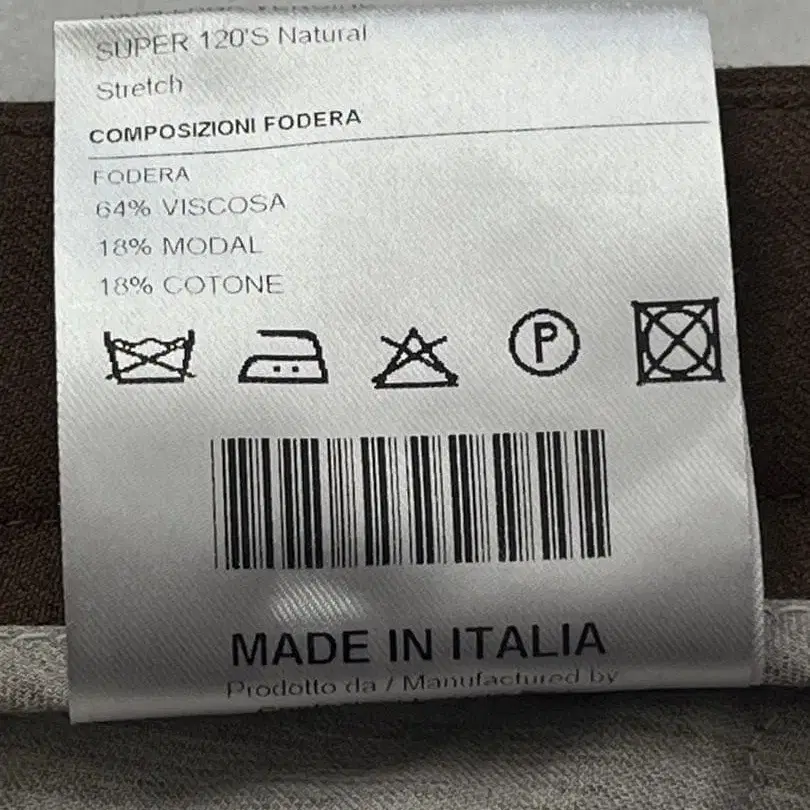 SUPER 120'S Natural
Stretch
COMPOSIZIONI FODERA
FODERA
64% VISCOSA
18% MODAL
18% COTONE
P
MADE IN ITALIA
Prodotto da / Manufactured by